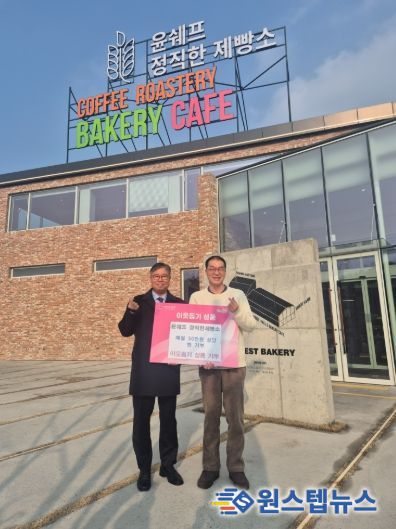 윤쉐프
정직한 제빵소
COFFEE ROASTERY
BAKERY CAFE
이웃돕기 성품
윤쉐프 정직한제빵소
매월 30만원 상당
빵 기부
이웃돕기 성품 기부
EST BAKERY
원스텝뉴스